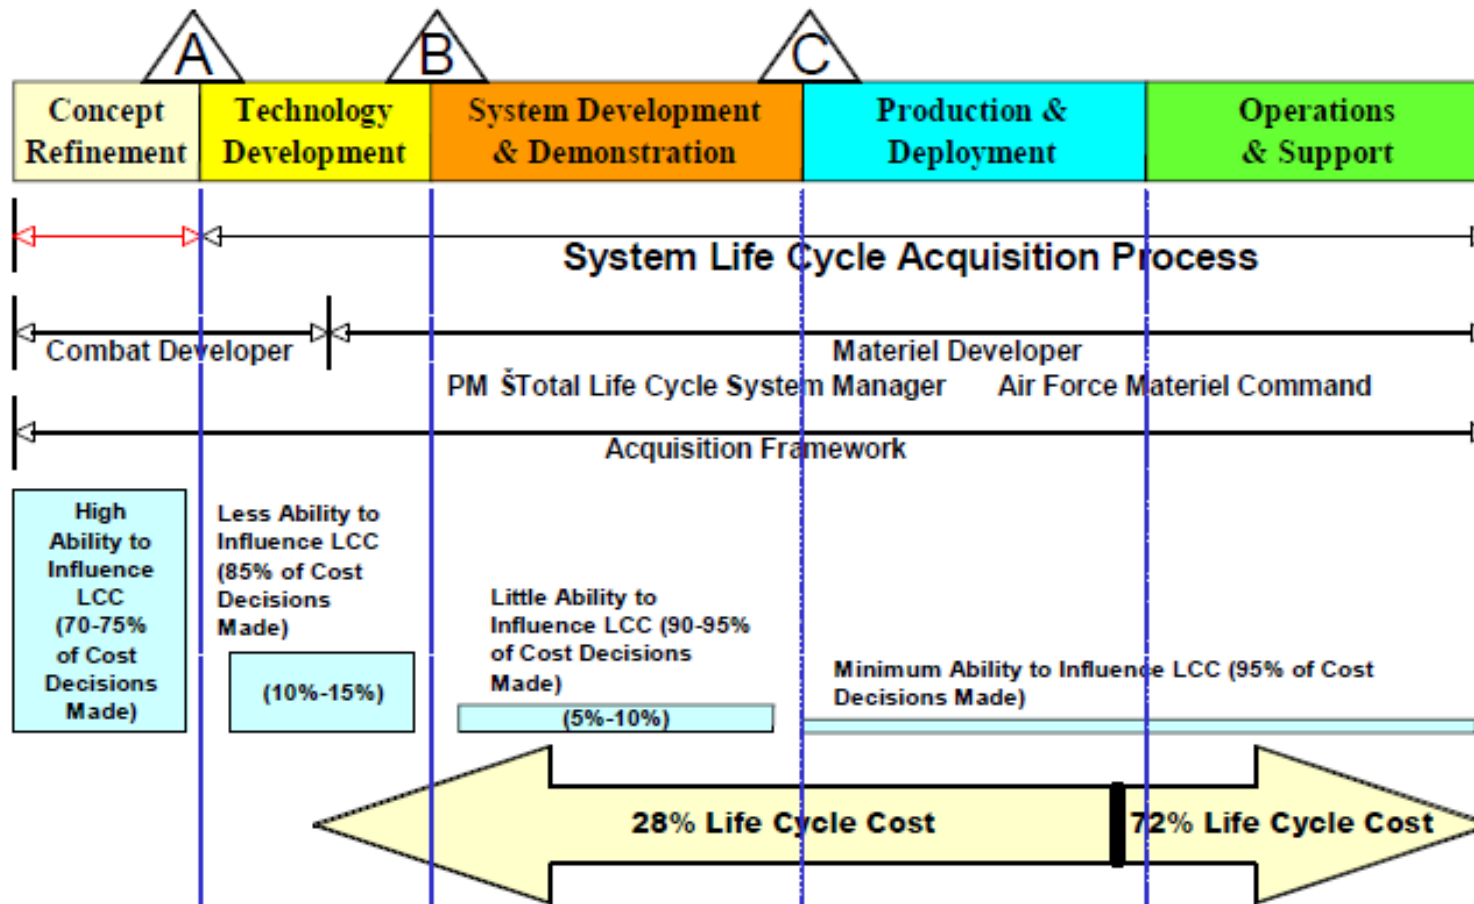 A
B
C
Concept
Refinement
Technology
Development
System Development
& Demonstration
Production &
Deployment
Operations
& Support
System Life Cycle Acquisition Process
Combat Developer
Materiel Developer
PM ŠTotal Life Cycle System Manager
Air Force Materiel Command
Acquisition Framework
High
Ability to
Influence
LCC
(70-75%
of Cost
Decisions
Made)
Less Ability to
Influence LCC
(85% of Cost
Decisions
Made)
(10%-15%)
Little Ability to
Influence LCC (90-95%
of Cost Decisions
Made)
(5%-10%)
Minimum Ability to Influence LCC (95% of Cost
Decisions Made)
28% Life Cycle Cost
72% Life Cycle Cost